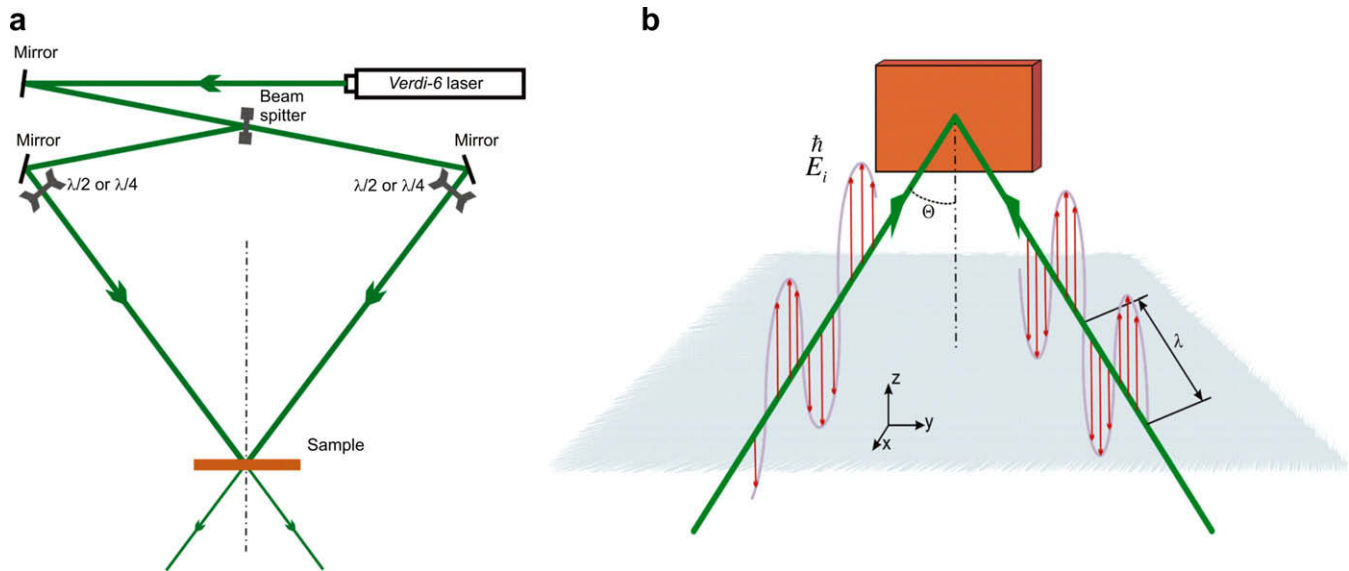 a
Mirror
Verdi-6 laser
Beam
spitter
Mirror
Mirror
λ/2 or λ/4
λ/2 or λ/4
Sample
b
ℏ
E_i
Θ
λ
z
y
x